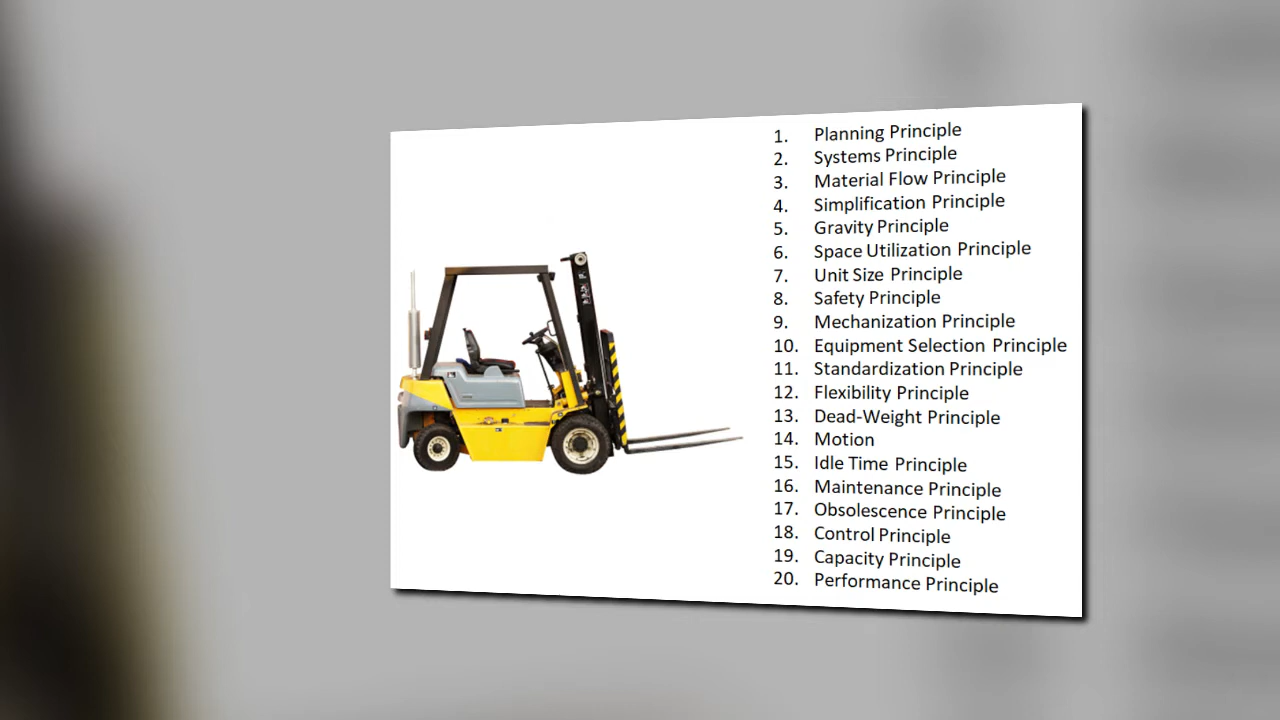 1. Planning Principle
2. Systems Principle
3. Material Flow Principle
4. Simplification Principle
5. Gravity Principle
6. Space Utilization Principle
7. Unit Size Principle
8. Safety Principle
9. Mechanization Principle
10. Equipment Selection Principle
11. Standardization Principle
12. Flexibility Principle
13. Dead-Weight Principle
14. Motion
15. Idle Time Principle
16. Maintenance Principle
17. Obsolescence Principle
18. Control Principle
19. Capacity Principle
20. Performance Principle